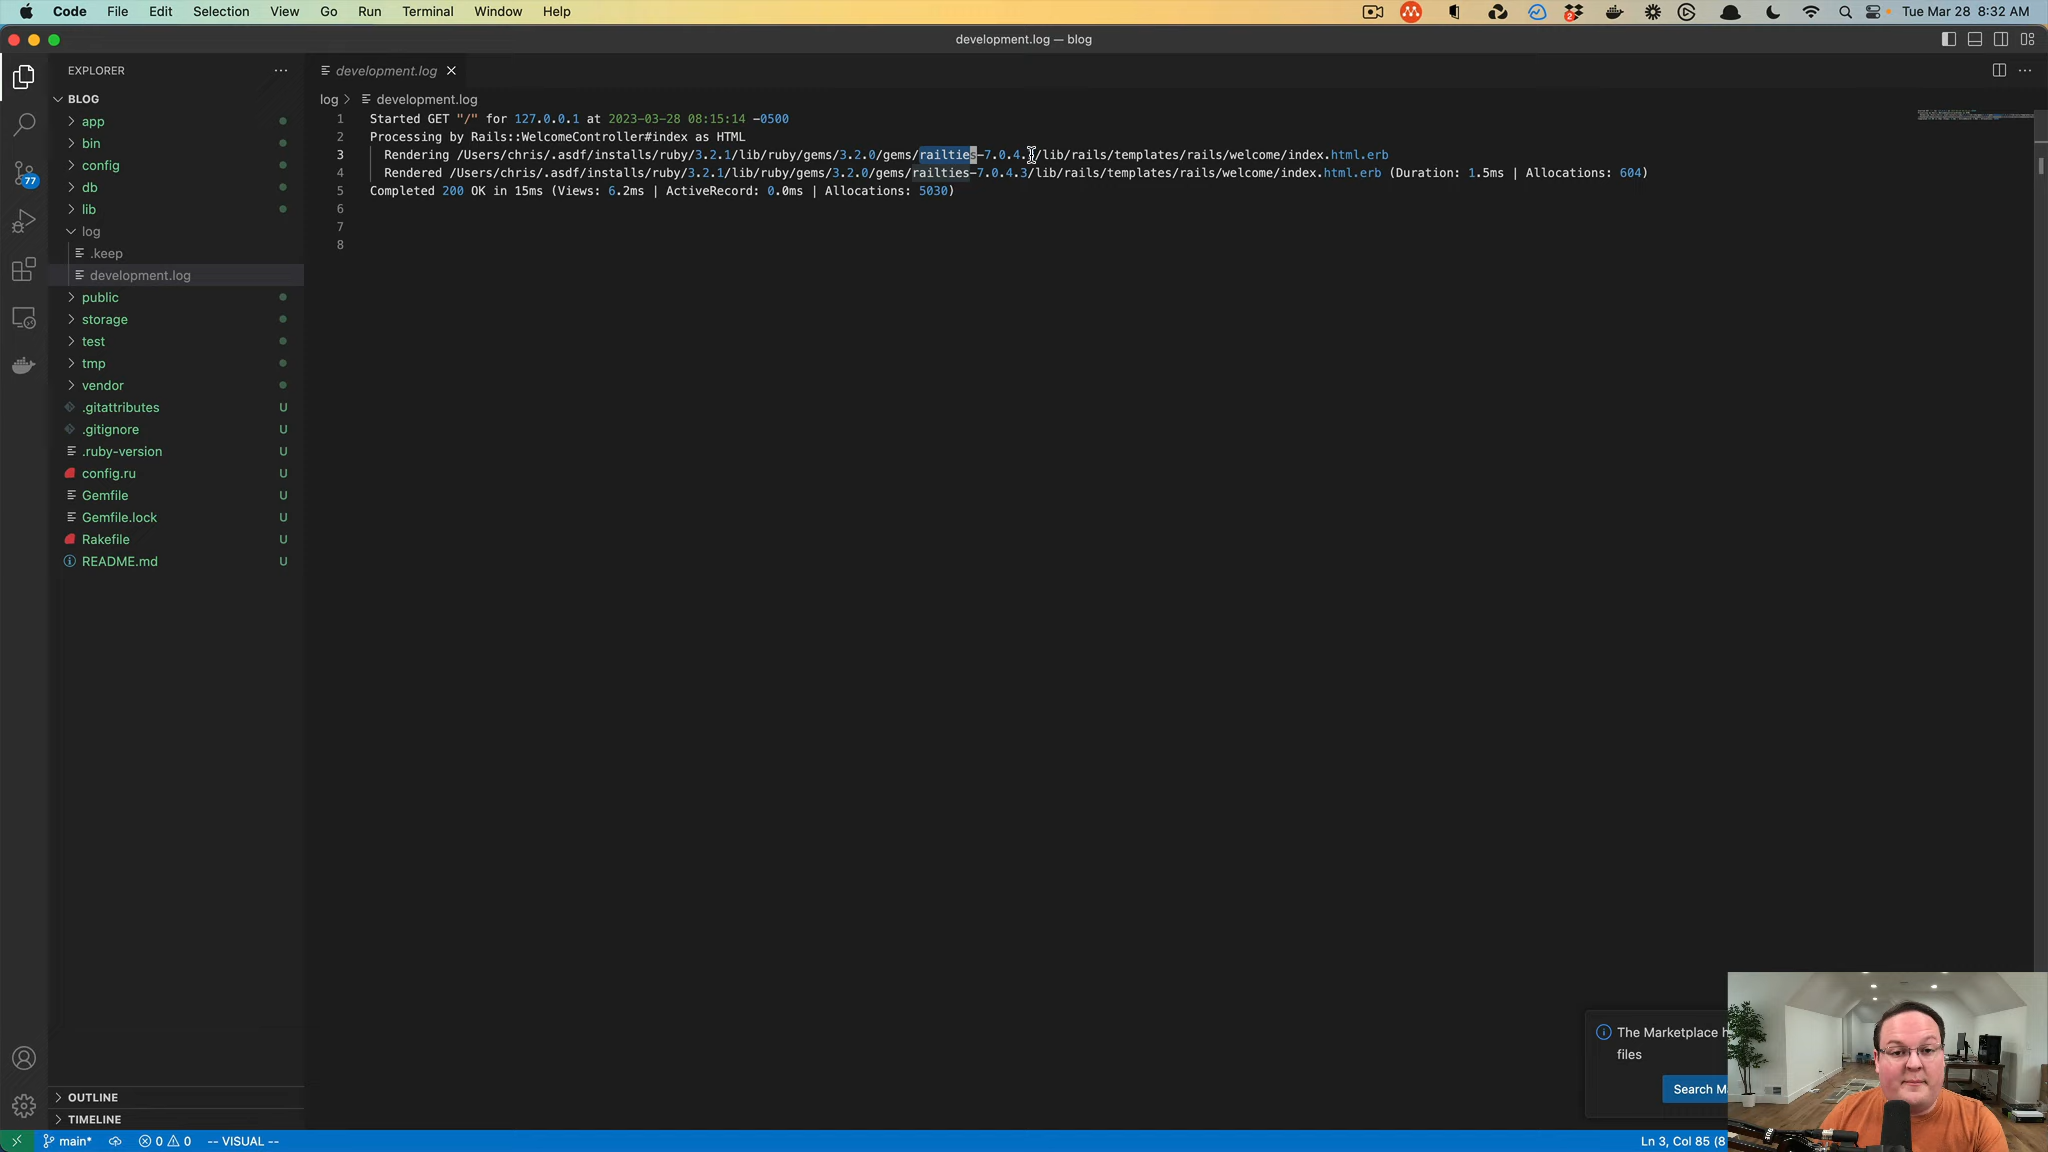 Code File Edit Selection View Go Run Terminal Window Help
2
Tue Mar 28 8:32 AM
development.log — blog
EXPLORER
BLOG
app
bin
config
db
lib
log
.keep
development.log
public
storage
test
tmp
vendor
.gitattributes U
.gitignore U
.ruby-version U
config.ru U
Gemfile U
Gemfile.lock U
Rakefile U
README.md U
OUTLINE
TIMELINE
77
development.log
log > development.log
1 Started GET "/" for 127.0.0.1 at 2023-03-28 08:15:14 -0500
2 Processing by Rails::WelcomeController#index as HTML
3 Rendering /Users/chris/.asdf/installs/ruby/3.2.1/lib/ruby/gems/3.2.0/gems/railties-7.0.4.3/lib/rails/templates/rails/welcome/index.html.erb
4 Rendered /Users/chris/.asdf/installs/ruby/3.2.1/lib/ruby/gems/3.2.0/gems/railties-7.0.4.3/lib/rails/templates/rails/welcome/index.html.erb (Duration: 1.5ms | Allocations: 604)
5 Completed 200 OK in 15ms (Views: 6.2ms | ActiveRecord: 0.0ms | Allocations: 5030)
6
7
8
The Marketplace
files
Search
main* 0 0 -- VISUAL --
Ln 3, Col 85 (8